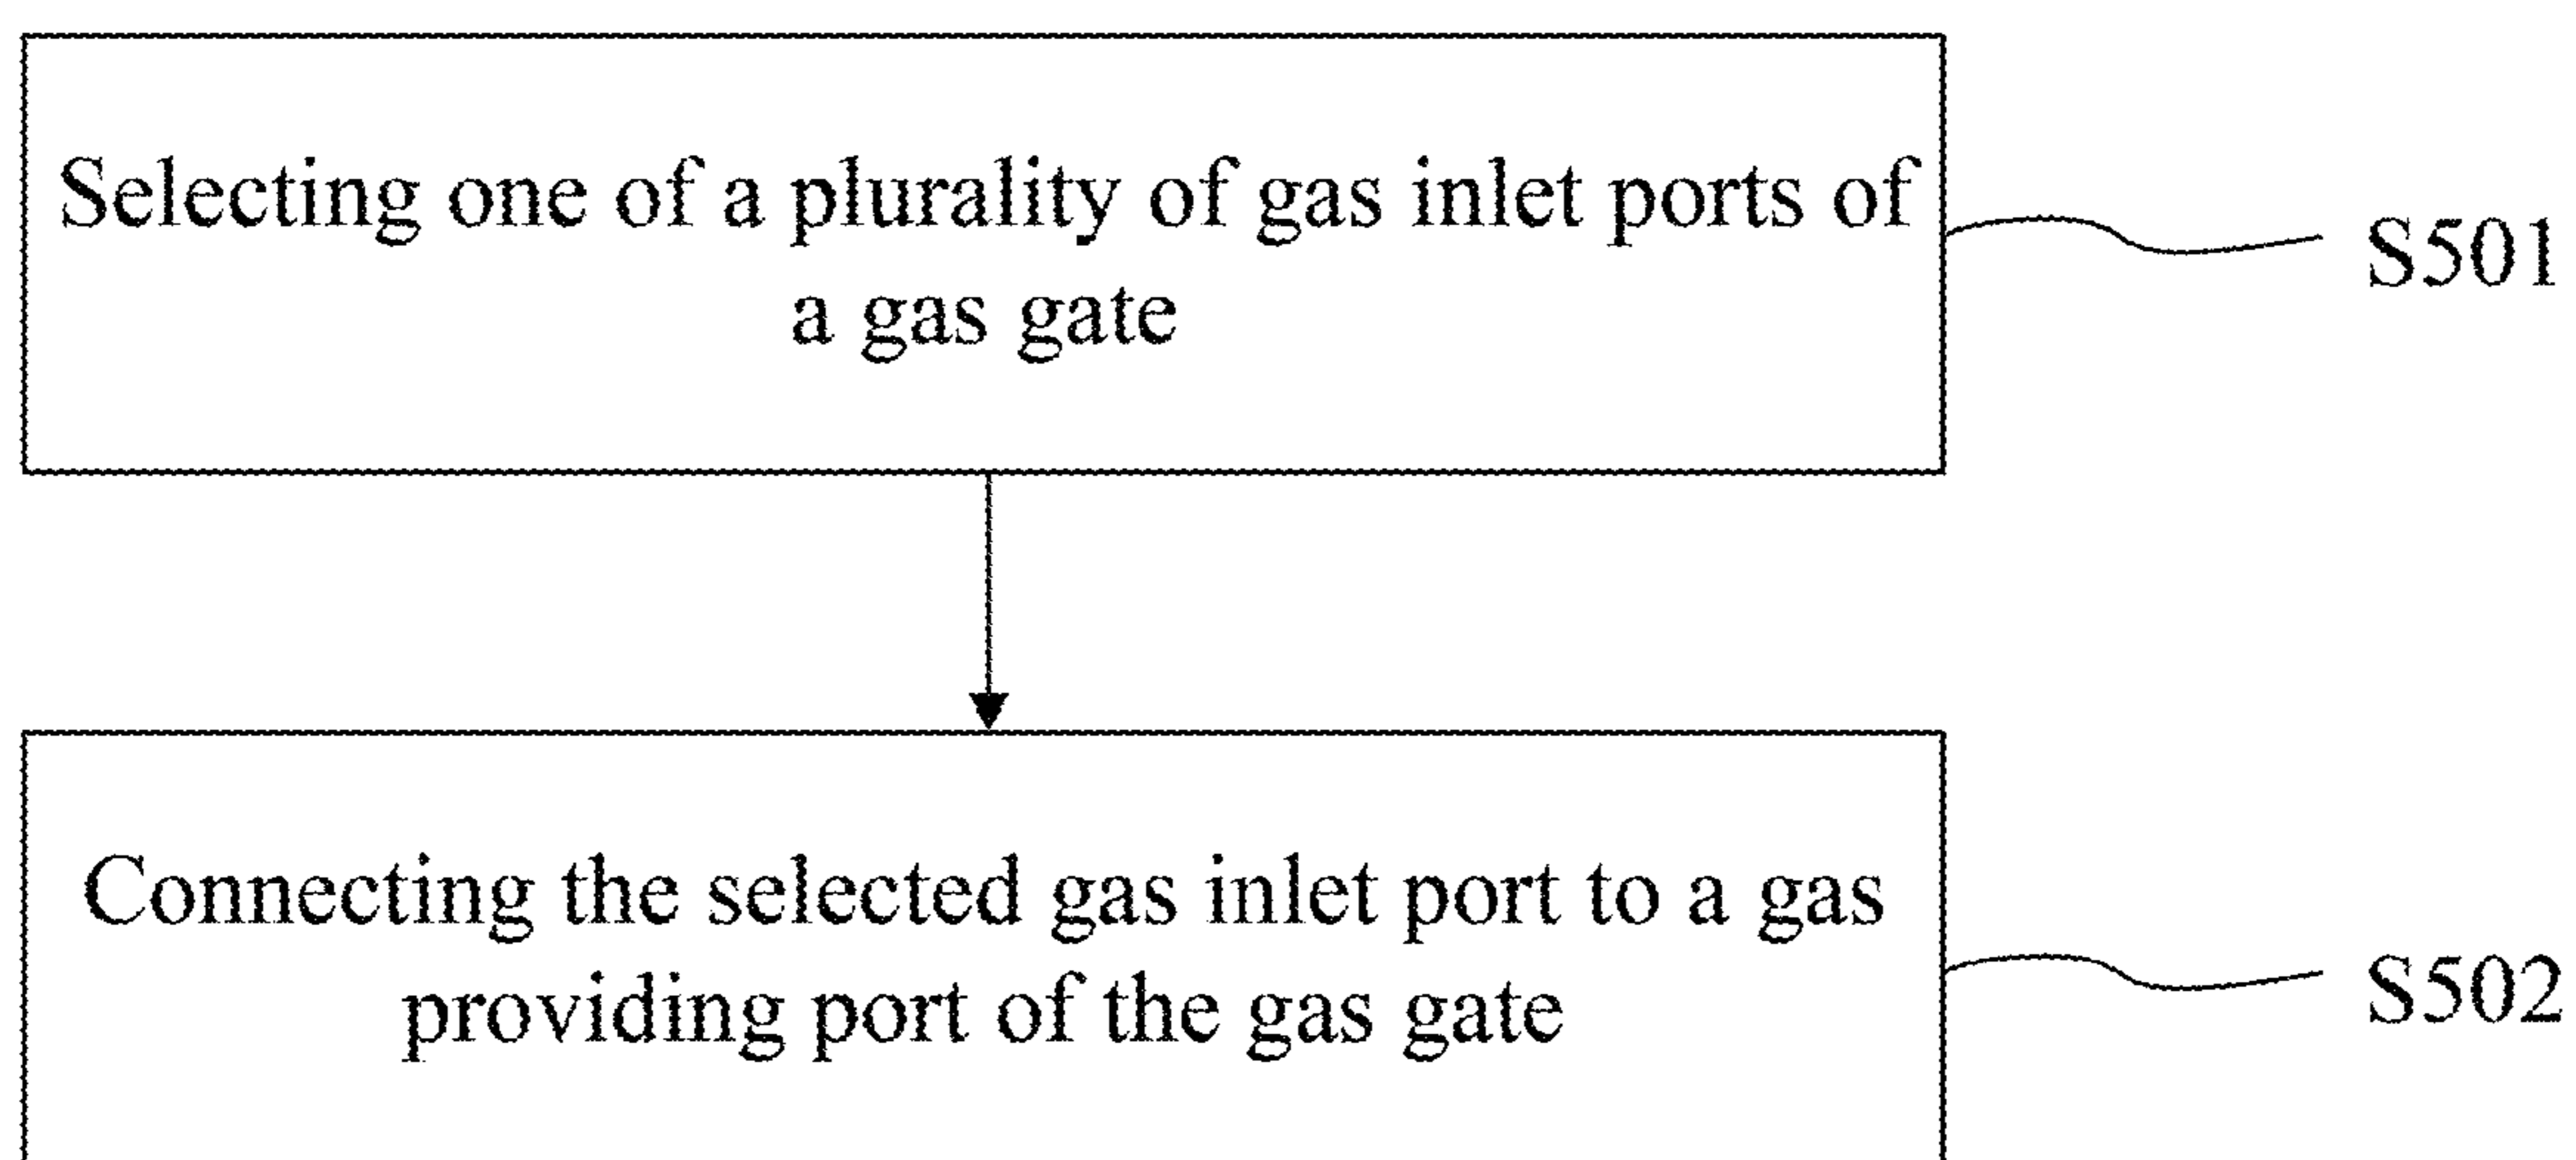 Selecting one of a plurality of gas inlet ports of
a gas gate
S501
Connecting the selected gas inlet port to a gas
providing port of the gas gate
S502